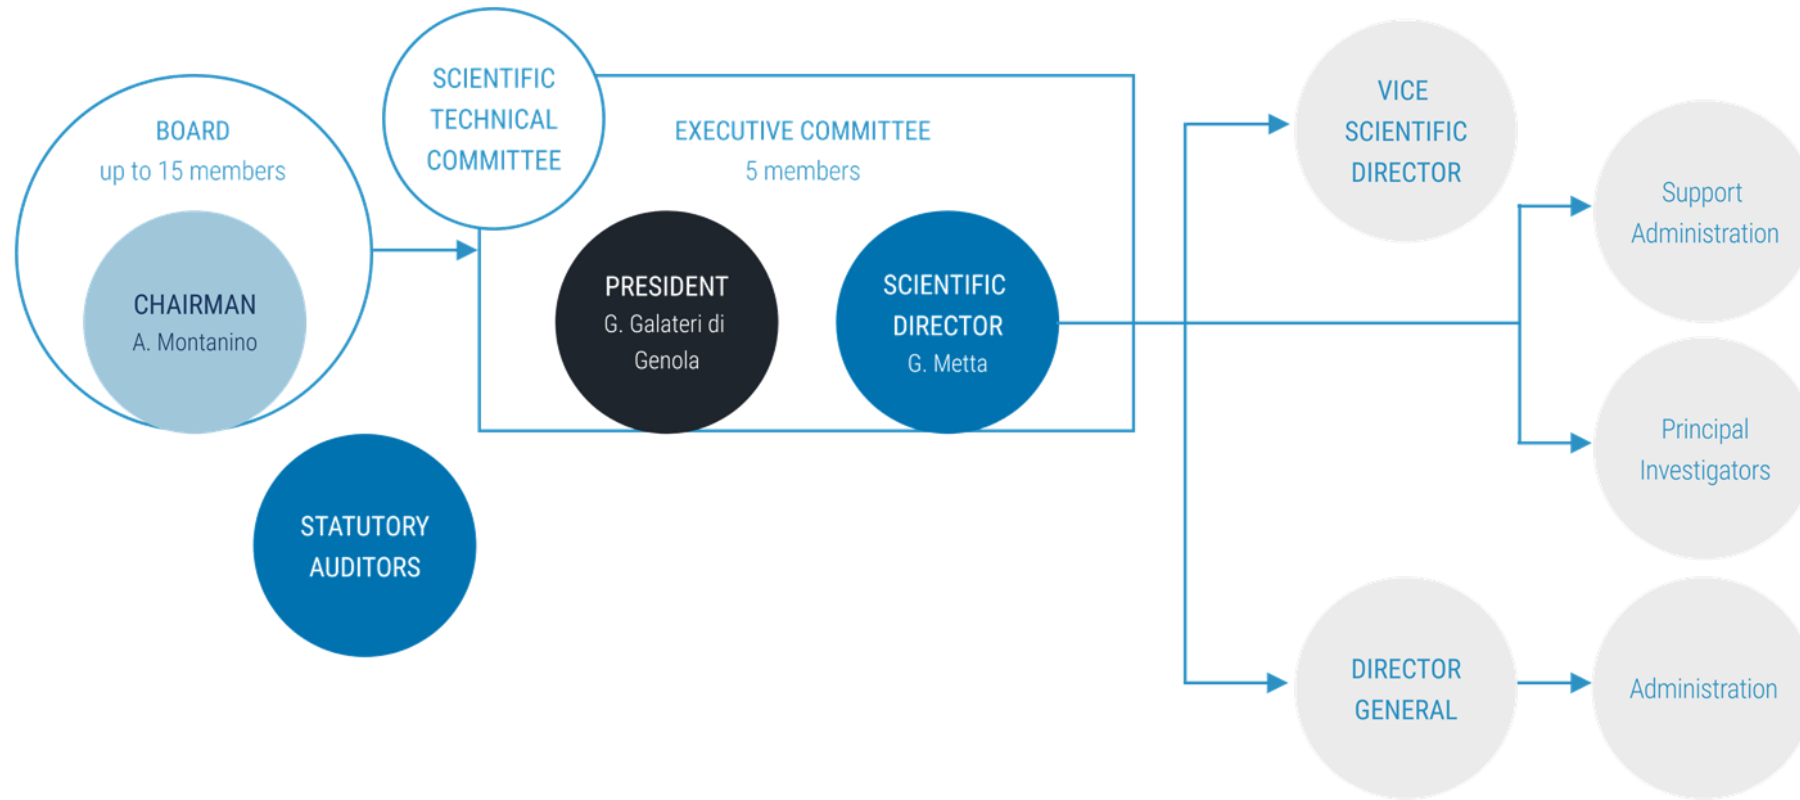 BOARD
up to 15 members
CHAIRMAN
A. Montanino
SCIENTIFIC
TECHNICAL
COMMITTEE
EXECUTIVE COMMITTEE
5 members
PRESIDENT
G. Galateri di
Genola
SCIENTIFIC
DIRECTOR
G. Metta
STATUTORY
AUDITORS
VICE
SCIENTIFIC
DIRECTOR
Support
Administration
Principal
Investigators
DIRECTOR
GENERAL
Administration